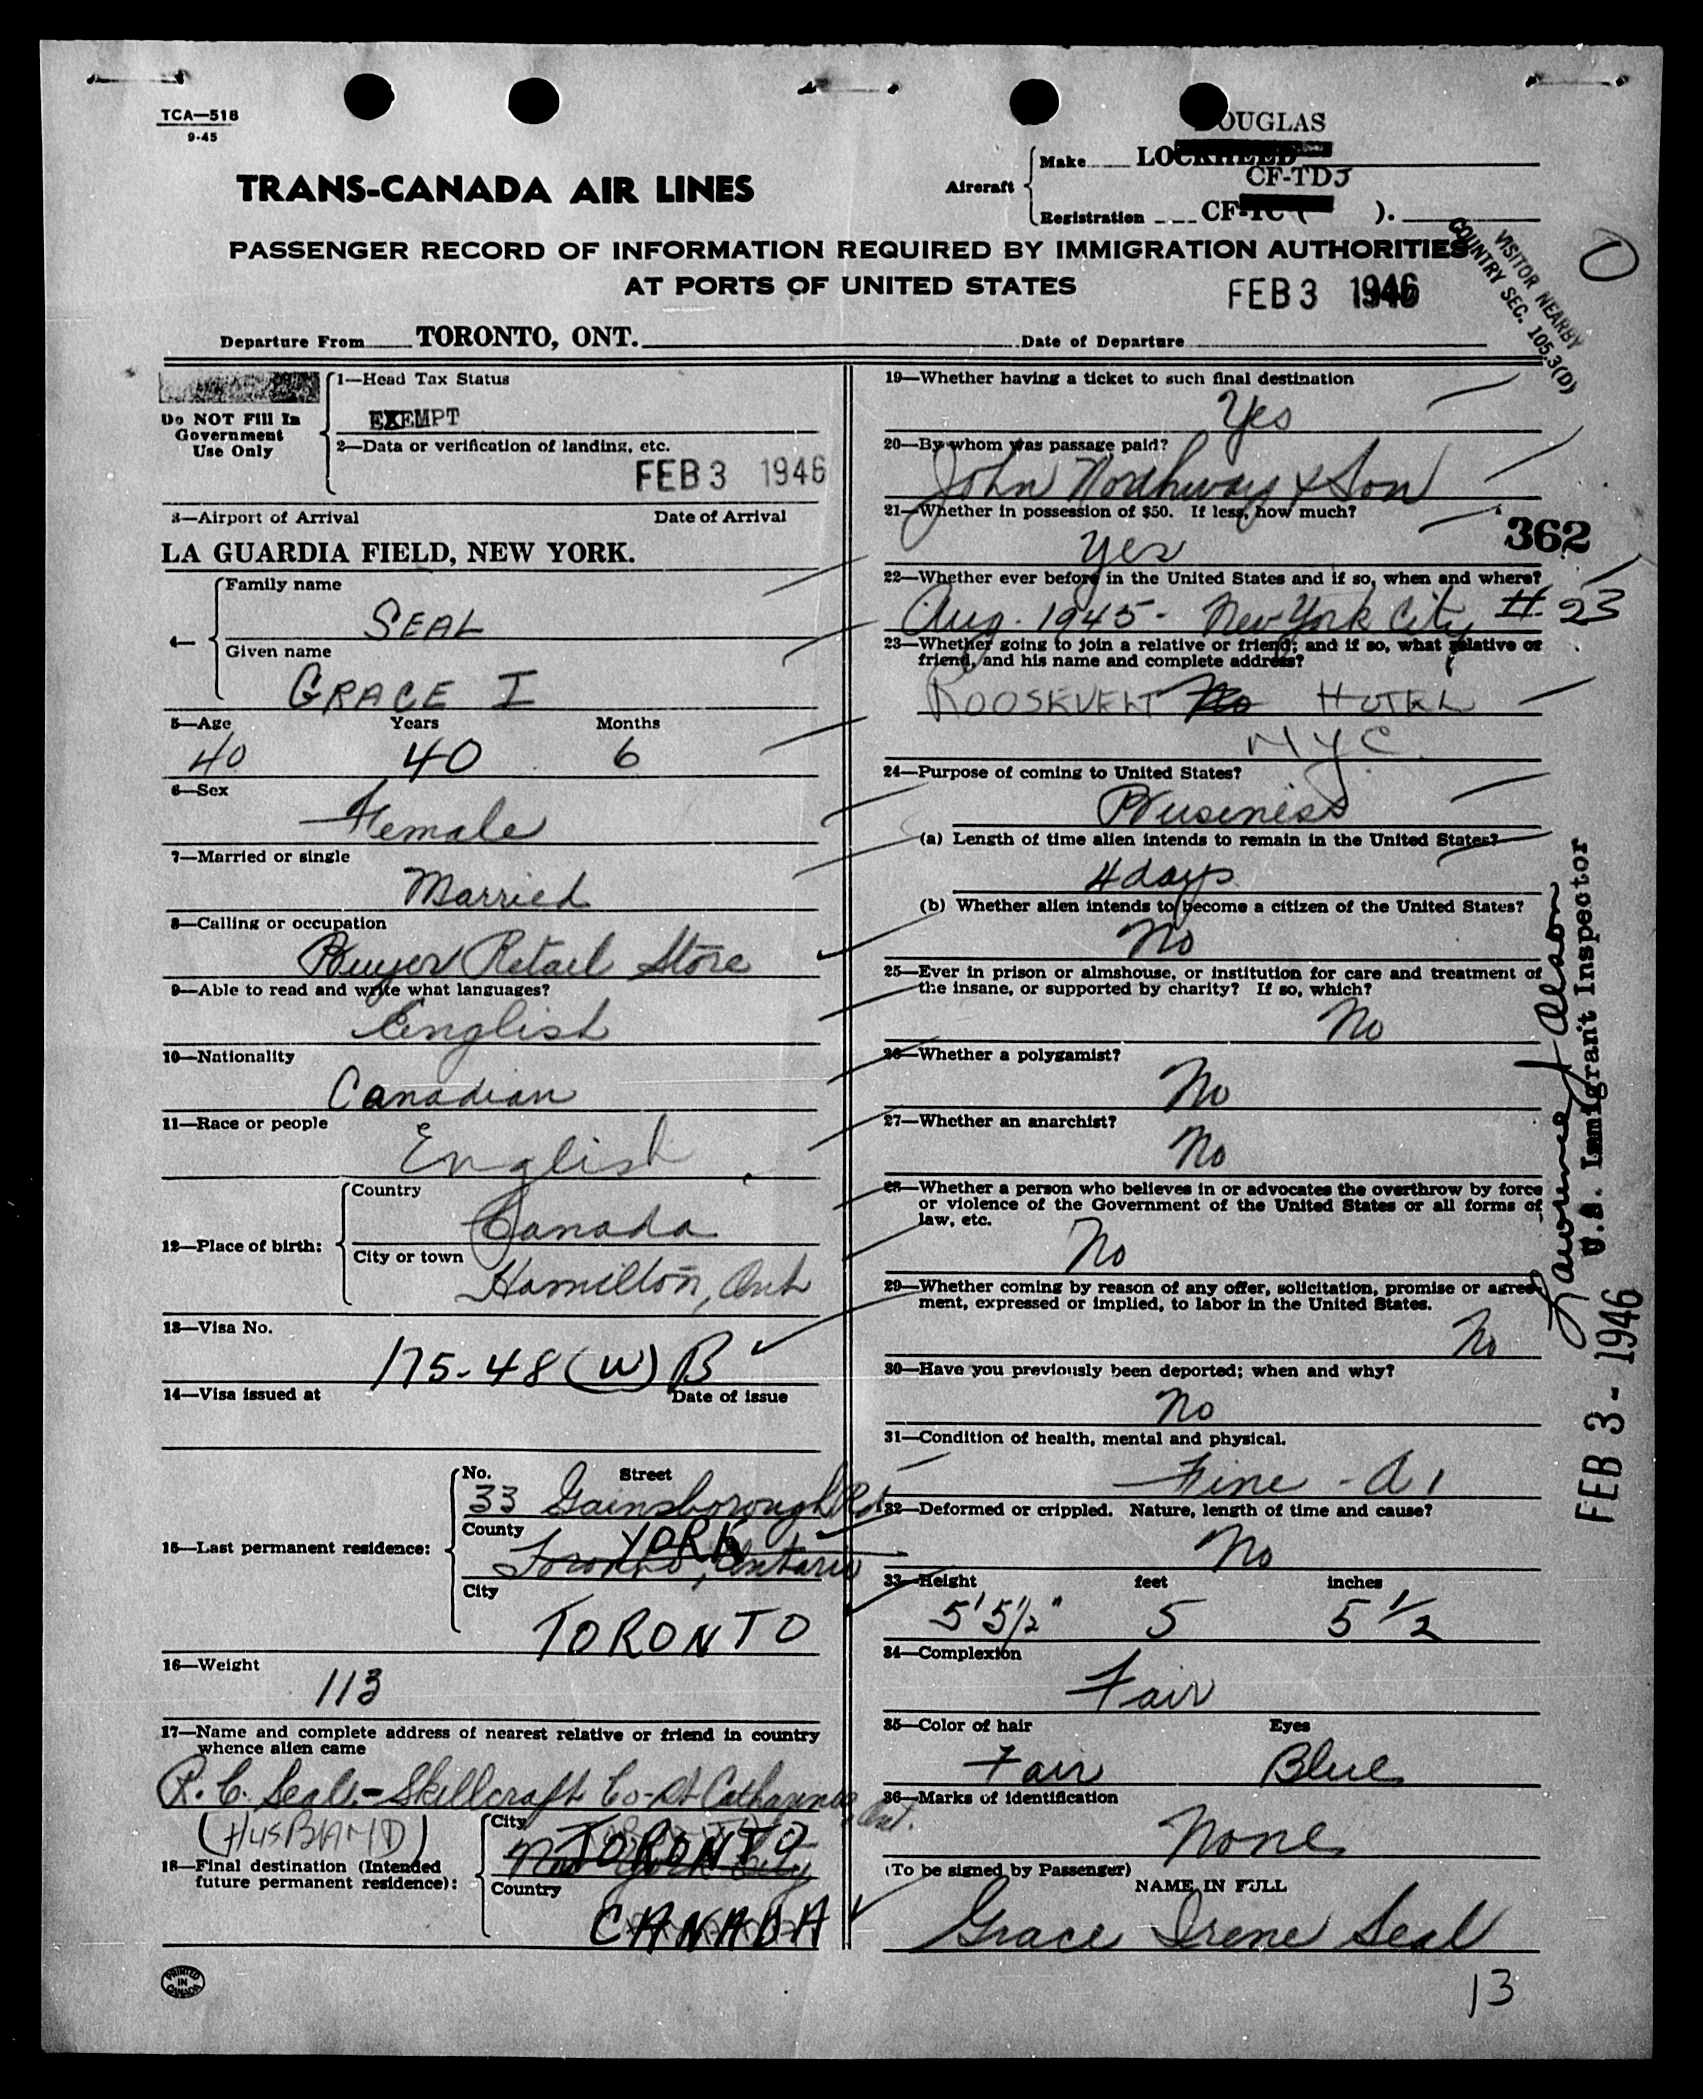 TCA—518
9-45
DOUGLAS
Aircraft
Make LOCKHEED
CF-TDJ
Registration CF-TC ( ).
TRANS-CANADA AIR LINES
PASSENGER RECORD OF INFORMATION REQUIRED BY IMMIGRATION AUTHORITIES
AT PORTS OF UNITED STATES
FEB 3 1946
VISITOR NEARBY
COUNTRY SEC. 105.3(D)
0
Departure From TORONTO, ONT.
Date of Departure
Do NOT Fill In
Government
Use Only
1—Head Tax Status
EXEMPT
2—Data or verification of landing, etc.
FEB 3 1946
3—Airport of Arrival Date of Arrival
LA GUARDIA FIELD, NEW YORK.
4—
Family name
SEAL
Given name
GRACE I
5—Age Years Months
40 40 6
6—Sex
Female
7—Married or single
Married
8—Calling or occupation
Buyer Retail Store
9—Able to read and write what languages?
English
10—Nationality
Canadian
11—Race or people
English
12—Place of birth:
Country
Canada
City or town
Hamilton, Ont
13—Visa No.
175-48 (W) B
14—Visa issued at Date of issue
15—Last permanent residence:
No. Street
33 Gainsborough Rd.
County
YORK
Toronto, Ontario
City
TORONTO
16—Weight
113
17—Name and complete address of nearest relative or friend in country
whence alien came
R. C. Seal - Skillcraft Co - St Catharines, Ont.
(HUSBAND)
18—Final destination (Intended
future permanent residence):
City
TORONTO
New York City
Country
CANADA
PRINTED
IN
CANADA
19—Whether having a ticket to such final destination
Yes
20—By whom was passage paid?
John Northway & Son
21—Whether in possession of $50. If less, how much?
Yes
362
22—Whether ever before in the United States and if so, when and where?
Aug. 1945 - New York City
# 23
23—Whether going to join a relative or friend; and if so, what relative or
friend, and his name and complete address?
ROOSEVELT No HOTEL
NYC
24—Purpose of coming to United States?
Business
(a) Length of time alien intends to remain in the United States?
4 days
(b) Whether alien intends to become a citizen of the United States?
No
25—Ever in prison or almshouse, or institution for care and treatment of
the insane, or supported by charity? If so, which?
No
26—Whether a polygamist?
No
27—Whether an anarchist?
No
28—Whether a person who believes in or advocates the overthrow by force
or violence of the Government of the United States or all forms of
law, etc.
No
29—Whether coming by reason of any offer, solicitation, promise or agree-
ment, expressed or implied, to labor in the United States.
No
30—Have you previously been deported; when and why?
No
31—Condition of health, mental and physical.
Fine - A1
32—Deformed or crippled. Nature, length of time and cause?
No
33—Height feet inches
5' 5½" 5 5 ½
34—Complexion
Fair
35—Color of hair Eyes
Fair Blue
36—Marks of identification
None
(To be signed by Passenger)
NAME IN FULL
Grace Irene Seal
13
Lawrence J Olson
U.S. Immigrant Inspector
FEB 3 - 1946